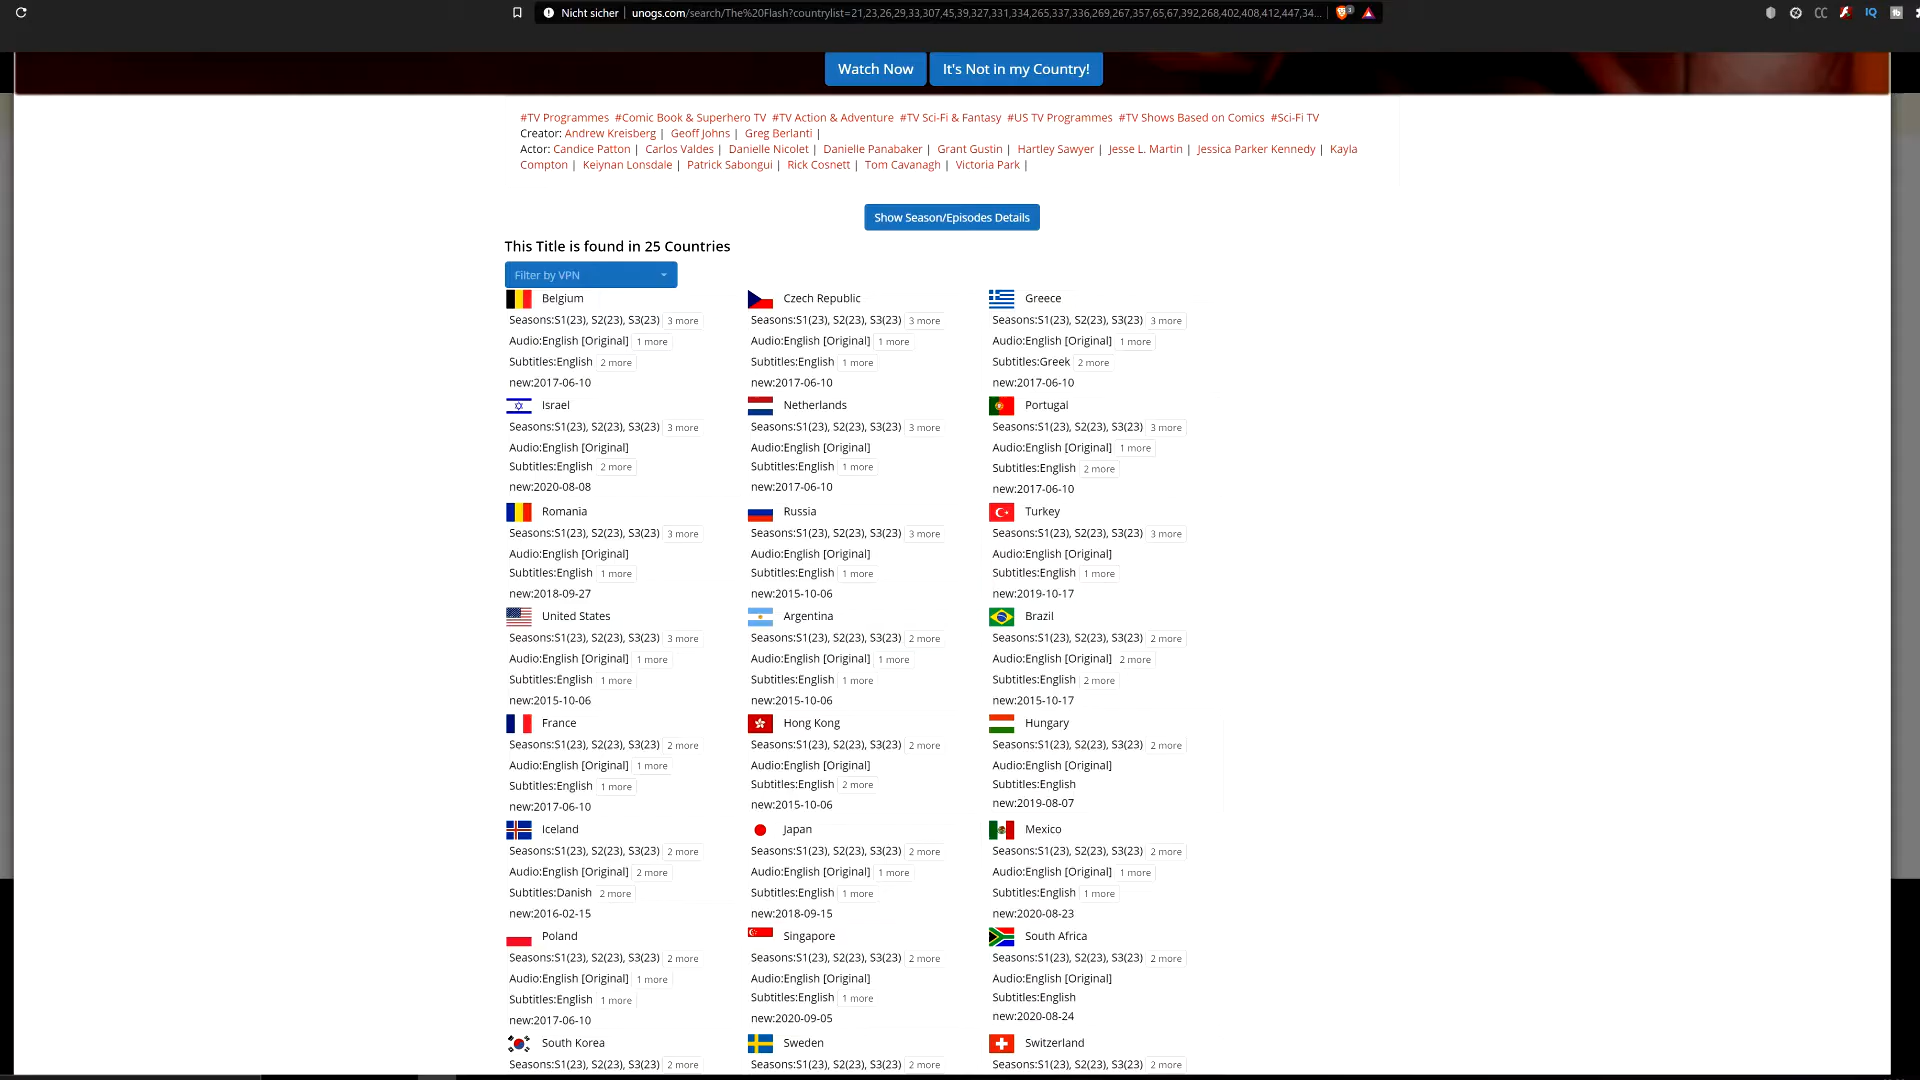 Nicht sicher | unogs.com/search/The%20Flash?countrylist=21,23,26,29,33,307,45,39,327,331,334,265,337,336,269,267,357,65,67,392,268,402,408,412,447,34... 3 CC IQ
Watch Now It's Not in my Country!
#TV Programmes #Comic Book & Superhero TV #TV Action & Adventure #TV Sci-Fi & Fantasy #US TV Programmes #TV Shows Based on Comics #Sci-Fi TV
Creator: Andrew Kreisberg | Geoff Johns | Greg Berlanti |
Actor: Candice Patton | Carlos Valdes | Danielle Nicolet | Danielle Panabaker | Grant Gustin | Hartley Sawyer | Jesse L. Martin | Jessica Parker Kennedy | Kayla
Compton | Keiynan Lonsdale | Patrick Sabongui | Rick Cosnett | Tom Cavanagh | Victoria Park |
Show Season/Episodes Details
This Title is found in 25 Countries
Filter by VPN
Belgium Czech Republic Greece
Seasons:S1(23), S2(23), S3(23) 3 more Seasons:S1(23), S2(23), S3(23) 3 more Seasons:S1(23), S2(23), S3(23) 3 more
Audio:English [Original] 1 more Audio:English [Original] 1 more Audio:English [Original] 1 more
Subtitles:English 2 more Subtitles:English 1 more Subtitles:Greek 2 more
new:2017-06-10 new:2017-06-10 new:2017-06-10
Israel Netherlands Portugal
Seasons:S1(23), S2(23), S3(23) 3 more Seasons:S1(23), S2(23), S3(23) 3 more Seasons:S1(23), S2(23), S3(23) 3 more
Audio:English [Original] Audio:English [Original] Audio:English [Original] 1 more
Subtitles:English 2 more Subtitles:English 1 more Subtitles:English 2 more
new:2020-08-08 new:2017-06-10 new:2017-06-10
Romania Russia Turkey
Seasons:S1(23), S2(23), S3(23) 3 more Seasons:S1(23), S2(23), S3(23) 3 more Seasons:S1(23), S2(23), S3(23) 3 more
Audio:English [Original] Audio:English [Original] Audio:English [Original]
Subtitles:English 1 more Subtitles:English 1 more Subtitles:English 1 more
new:2018-09-27 new:2015-10-06 new:2019-10-17
United States Argentina Brazil
Seasons:S1(23), S2(23), S3(23) 3 more Seasons:S1(23), S2(23), S3(23) 2 more Seasons:S1(23), S2(23), S3(23) 2 more
Audio:English [Original] 1 more Audio:English [Original] 1 more Audio:English [Original] 2 more
Subtitles:English 1 more Subtitles:English 1 more Subtitles:English 2 more
new:2015-10-06 new:2015-10-06 new:2015-10-17
France Hong Kong Hungary
Seasons:S1(23), S2(23), S3(23) 2 more Seasons:S1(23), S2(23), S3(23) 2 more Seasons:S1(23), S2(23), S3(23) 2 more
Audio:English [Original] 1 more Audio:English [Original] Audio:English [Original]
Subtitles:English 1 more Subtitles:English 2 more Subtitles:English
new:2017-06-10 new:2015-10-06 new:2019-08-07
Iceland Japan Mexico
Seasons:S1(23), S2(23), S3(23) 2 more Seasons:S1(23), S2(23), S3(23) 2 more Seasons:S1(23), S2(23), S3(23) 2 more
Audio:English [Original] 2 more Audio:English [Original] 1 more Audio:English [Original] 1 more
Subtitles:Danish 2 more Subtitles:English 1 more Subtitles:English 1 more
new:2016-02-15 new:2018-09-15 new:2020-08-23
Poland Singapore South Africa
Seasons:S1(23), S2(23), S3(23) 2 more Seasons:S1(23), S2(23), S3(23) 2 more Seasons:S1(23), S2(23), S3(23) 2 more
Audio:English [Original] 1 more Audio:English [Original] Audio:English [Original]
Subtitles:English 1 more Subtitles:English 1 more Subtitles:English
new:2017-06-10 new:2020-09-05 new:2020-08-24
South Korea Sweden Switzerland
Seasons:S1(23), S2(23), S3(23) 2 more Seasons:S1(23), S2(23), S3(23) 2 more Seasons:S1(23), S2(23), S3(23) 2 more